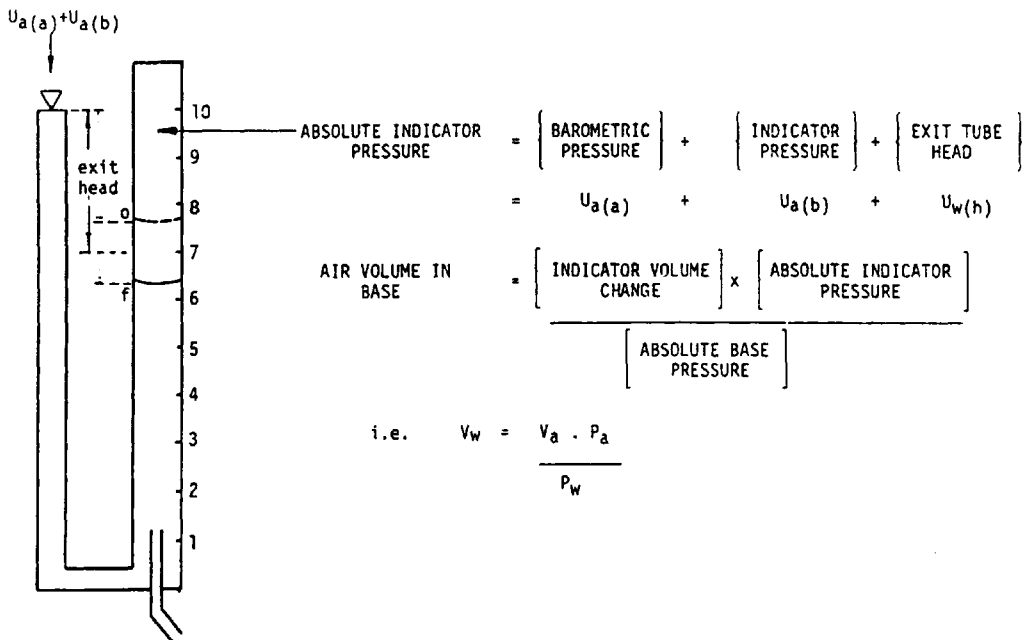 Ua(a)+Ua(b)
exit
head
o
f
10
9
8
7
6
5
4
3
2
1
ABSOLUTE INDICATOR
PRESSURE
= [BAROMETRIC PRESSURE] + [INDICATOR PRESSURE] + [EXIT TUBE HEAD]
= Ua(a) + Ua(b) + Uw(h)
AIR VOLUME IN
BASE
= [INDICATOR VOLUME CHANGE] x [ABSOLUTE INDICATOR PRESSURE]
[ABSOLUTE BASE PRESSURE]
i.e. Vw = Va . Pa
Pw